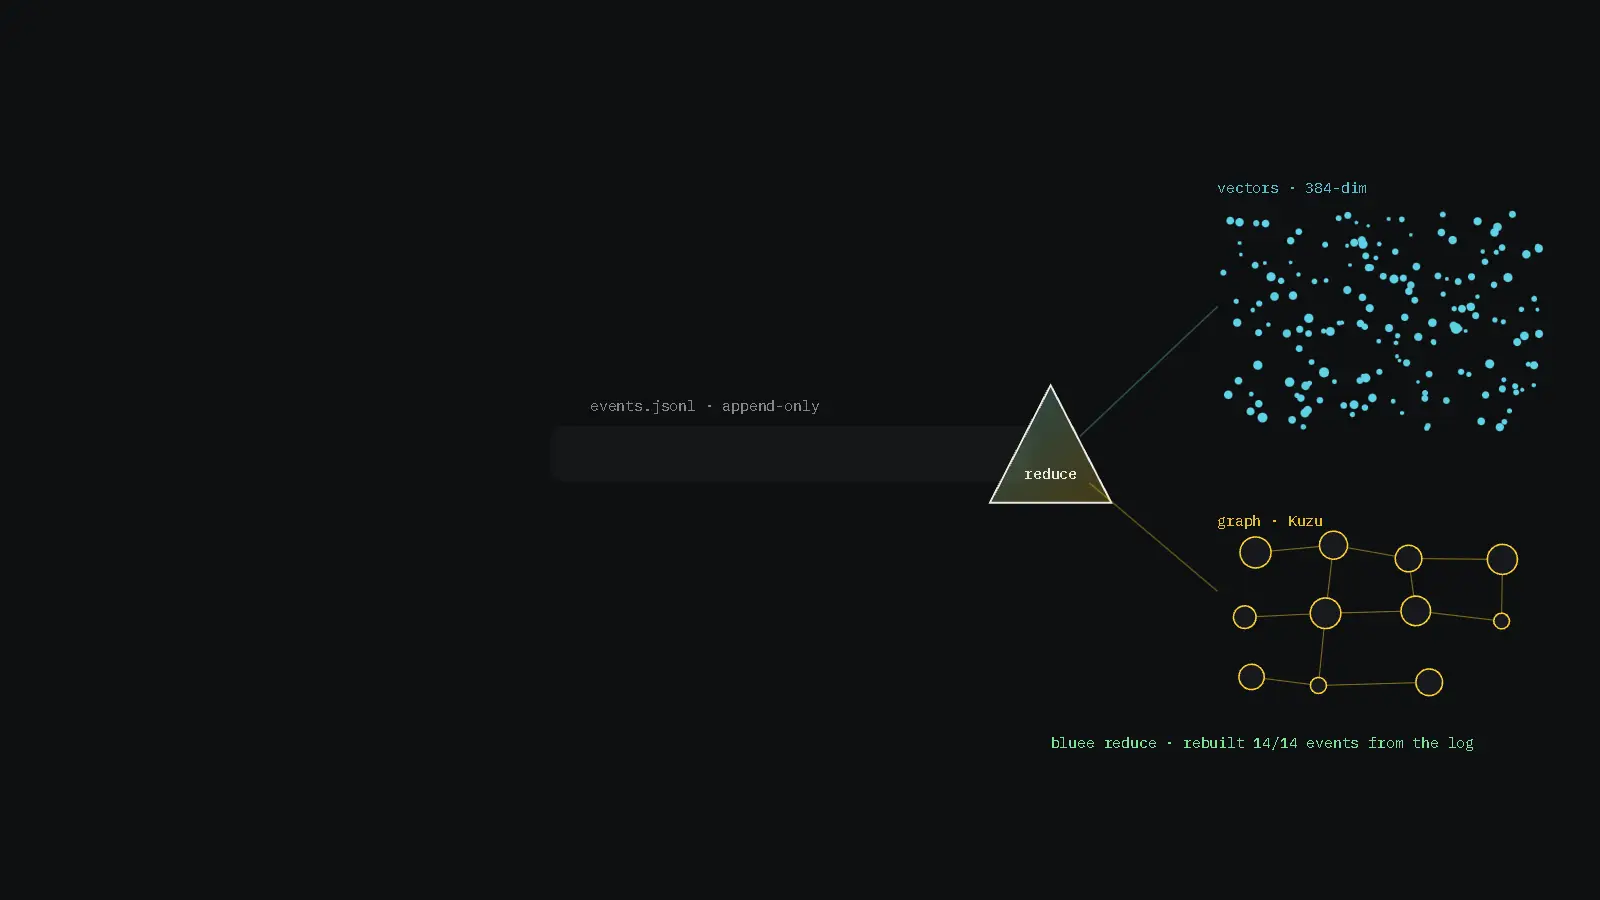 vectors · 384-dim
events.jsonl · append-only
reduce
graph · Kuzu
bluee reduce · rebuilt 14/14 events from the log